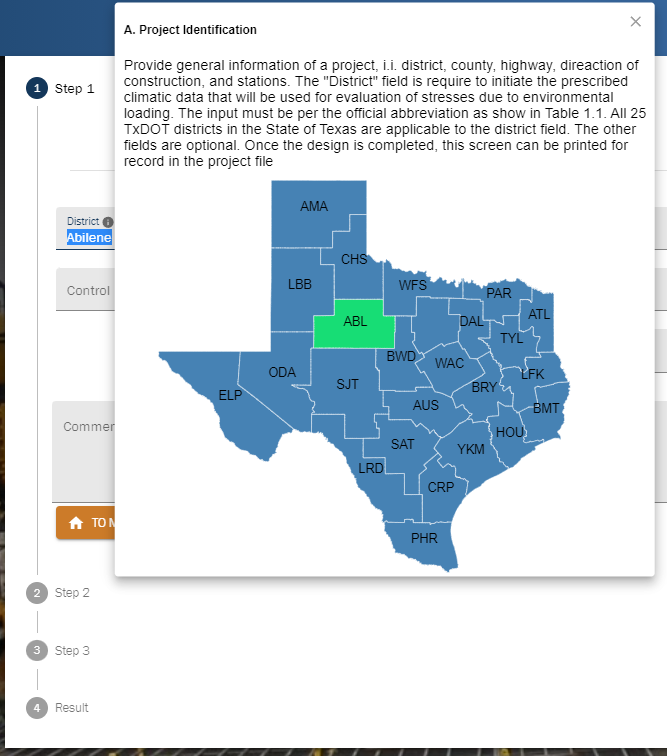 A. Project Identification
Provide general information of a project, i.i. district, county, highway, direaction of
construction, and stations. The "District" field is require to initiate the prescribed
climatic data that will be used for evaluation of stresses due to environmental
loading. The input must be per the official abbreviation as show in Table 1.1. All 25
TxDOT districts in the State of Texas are applicable to the district field. The other
fields are optional. Once the design is completed, this screen can be printed for
record in the project file
1 Step 1
District
Abilene
Control
Commen
TO M
AMA
CHS
LBB
WFS
PAR
ABL
DAL
ATL
TYL
BWD
WAC
ODA
SJT
LFK
ELP
BRY
AUS
BMT
HOU
SAT
YKM
LRD
CRP
PHR
2 Step 2
3 Step 3
4 Result